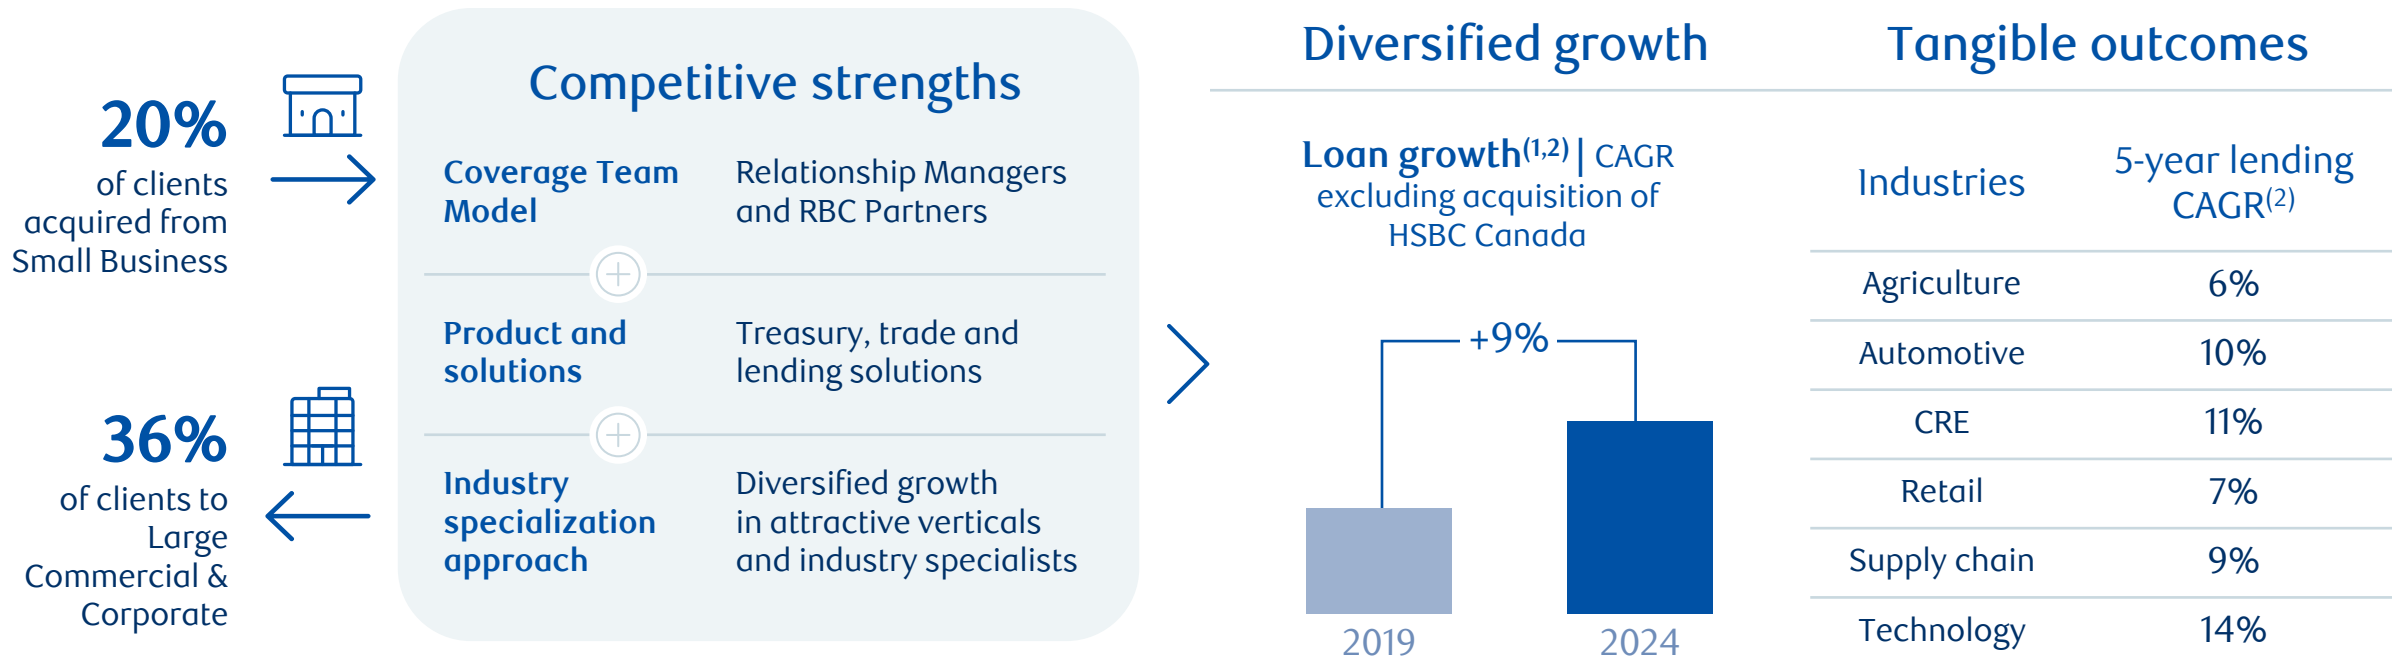 20%
of clients
acquired from
Small Business
36%
of clients to
Large
Commercial &
Corporate
Competitive strengths
Coverage Team
Model
Relationship Managers
and RBC Partners
Product and
solutions
Treasury, trade and
lending solutions
Industry
specialization
approach
Diversified growth
in attractive verticals
and industry specialists
Diversified growth
Loan growth(1,2) | CAGR
excluding acquisition of
HSBC Canada
+9%
2019
2024
Tangible outcomes
Industries
5-year lending
CAGR(2)
Agriculture 6%
Automotive 10%
CRE 11%
Retail 7%
Supply chain 9%
Technology 14%